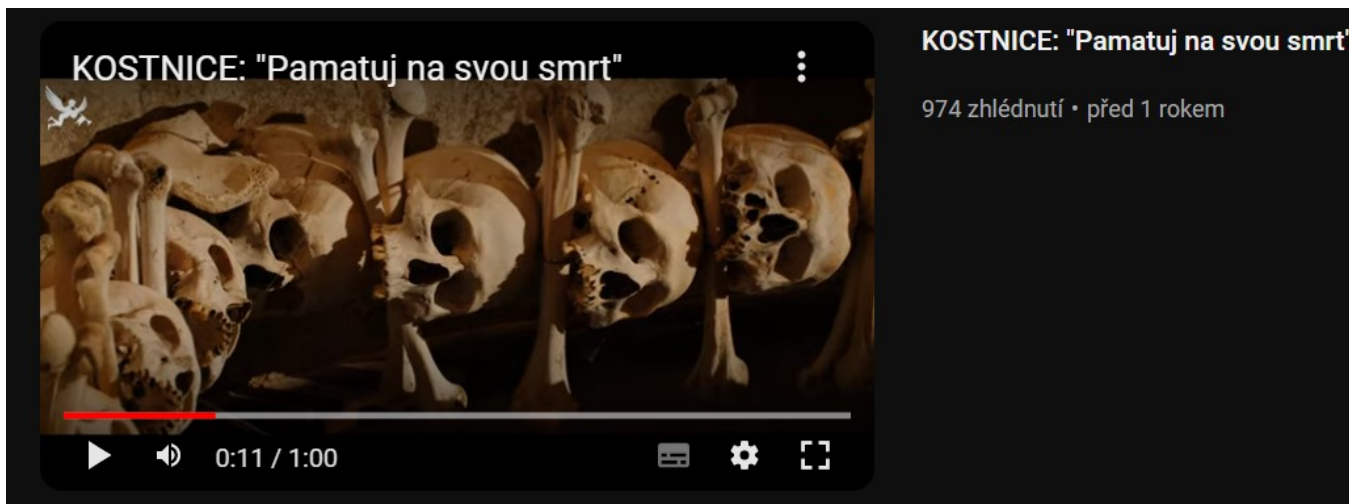 KOSTNICE: "Pamatuj na svou smrt"
0:11 / 1:00
KOSTNICE: "Pamatuj na svou smrt"
974 zhlédnutí • před 1 rokem